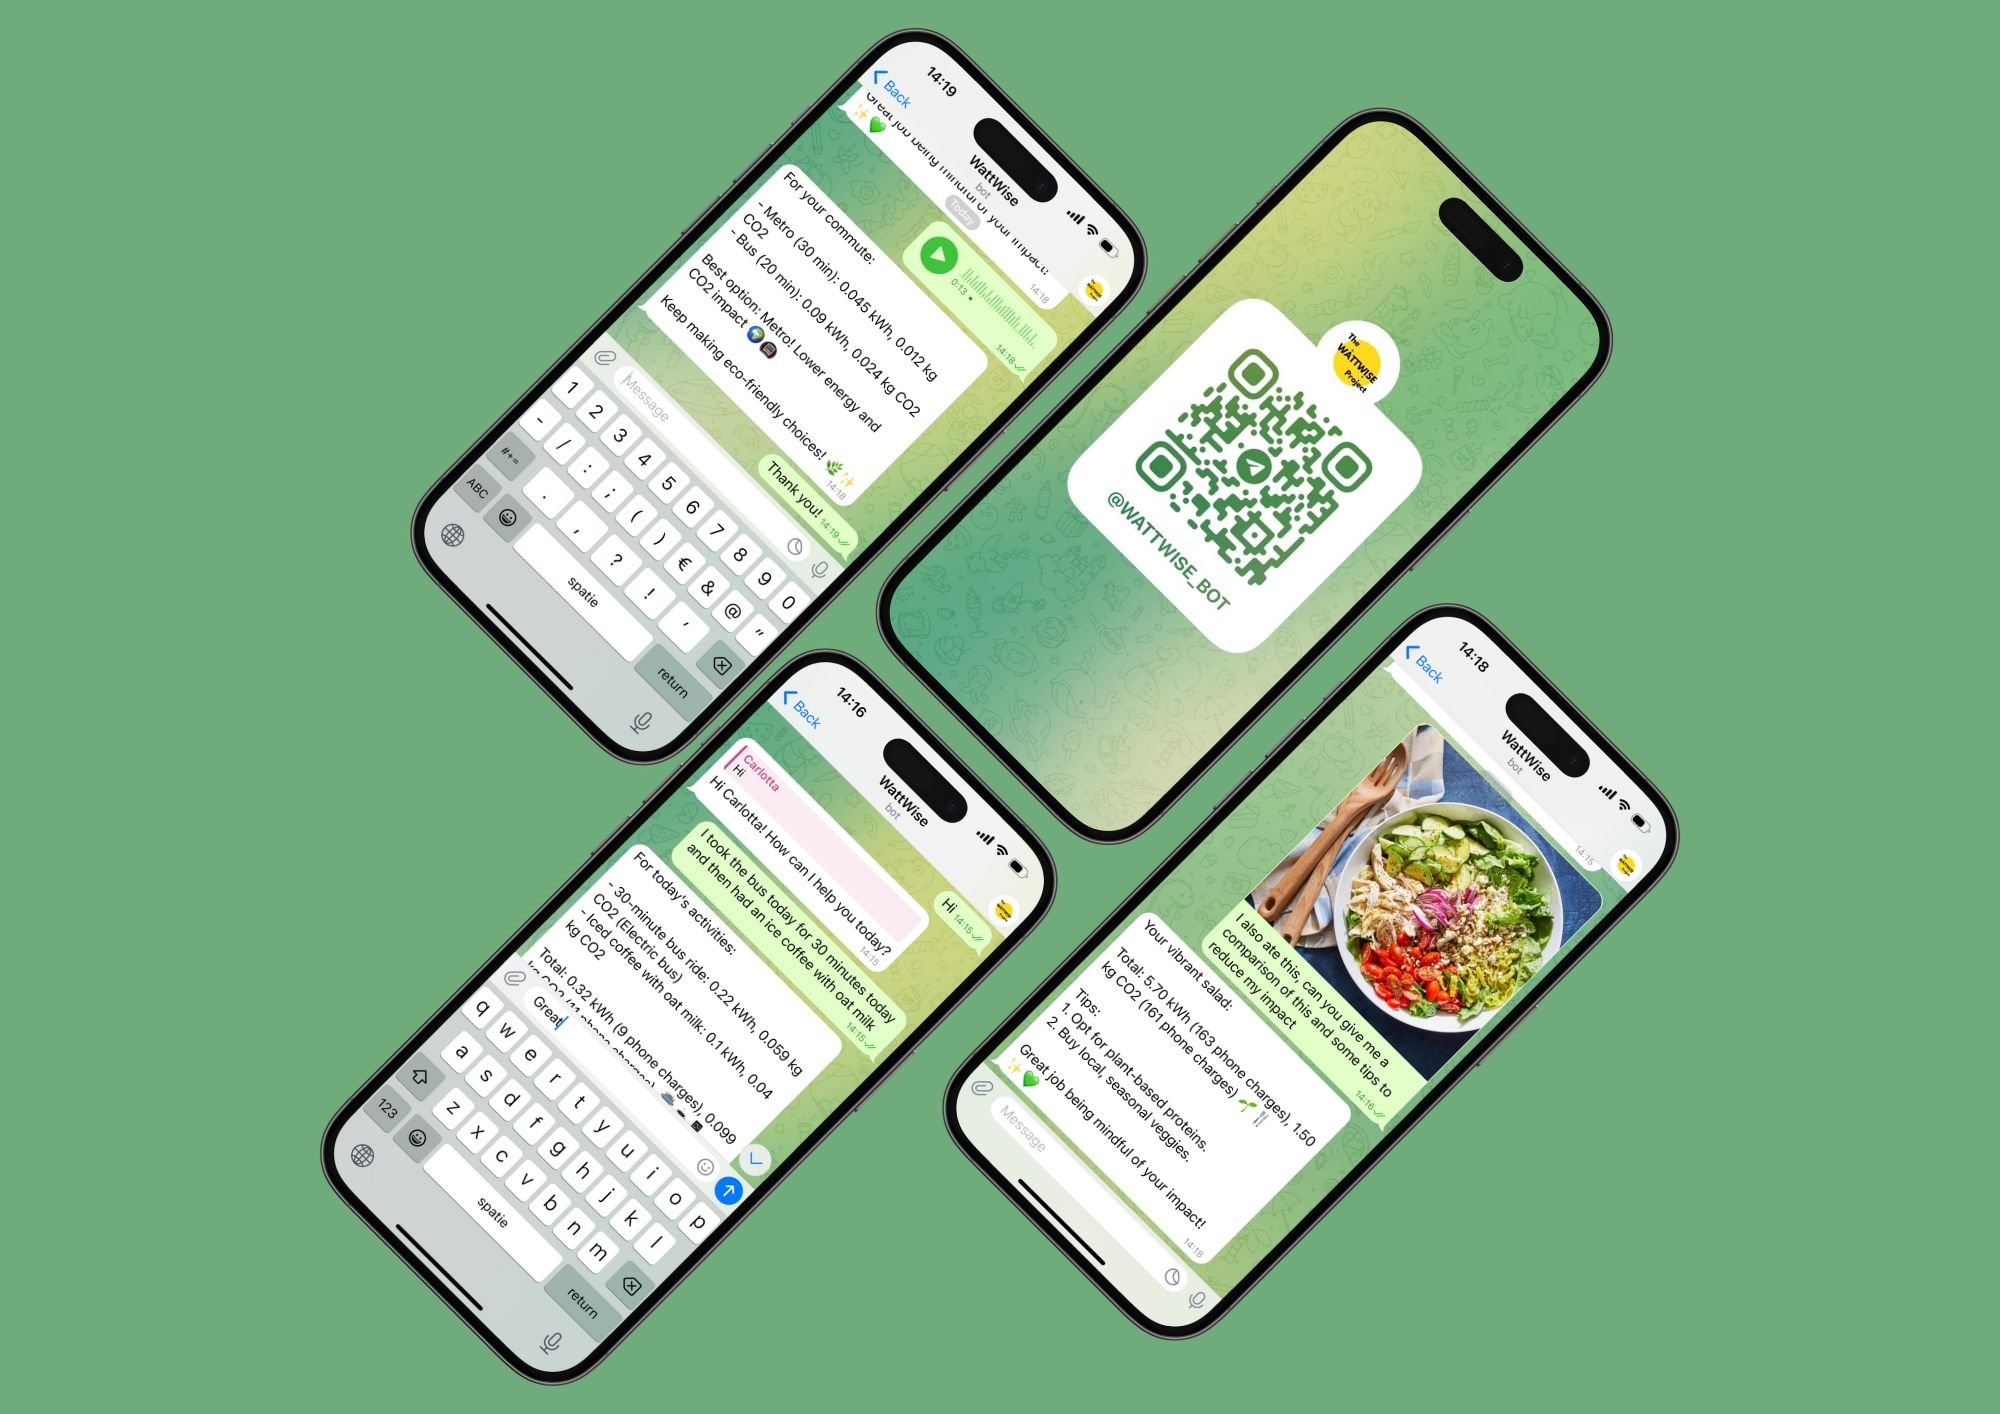 14:19
Back
WattWise
bot
Great job being mindful of your impact!
✨💚
14:18
Today
0:13
14:18
For your commute:
- Metro (30 min): 0.045 kWh, 0.012 kg
CO2
- Bus (20 min): 0.09 kWh, 0.024 kg CO2
Best option: Metro! Lower energy and
CO2 impact 🌍🚇
Keep making eco-friendly choices! 🌿✨
14:18
Thank you! 14:19
Message
1 2 3 4 5 6 7 8 9 0
- / : ; ( ) € & @ "
#+= . , ? ! '
ABC spatie return
The
WATTWISE
Project
@WATTWISE_BOT
14:16
Back
WattWise
bot
Hi 14:15
Carlotta
Hi
Hi Carlotta! How can I help you today?
14:15
I took the bus today for 30 minutes today
and then had an ice coffee with oat milk
14:15
For today's activities:
- 30-minute bus ride: 0.22 kWh, 0.059 kg
CO2 (Electric bus)
- Iced coffee with oat milk: 0.1 kWh, 0.04
kg CO2
Total: 0.32 kWh (9 phone charges), 0.099
kg CO2 (11 phone charges)
Great
q w e r t y u i o p
a s d f g h j k l
z x c v b n m
123 spatie return
14:18
Back
WattWise
bot
14:15
I also ate this, can you give me a
comparison of this and some tips to
reduce my impact
14:16
Your vibrant salad:
Total: 5.70 kWh (163 phone charges), 1.50
kg CO2 (161 phone charges) 🌱🍴
Tips:
1. Opt for plant-based proteins.
2. Buy local, seasonal veggies.
Great job being mindful of your impact!
✨💚
14:18
Message